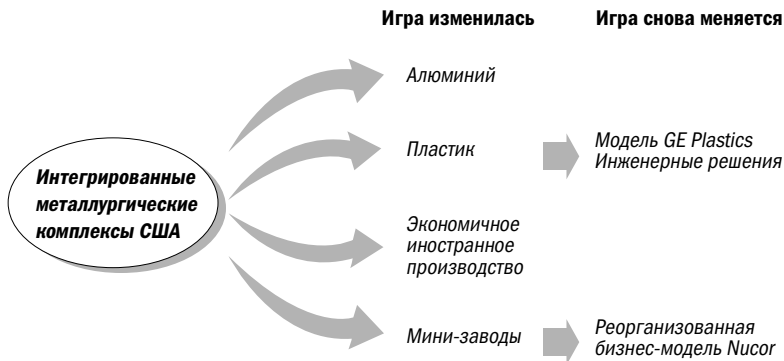 Игра изменилась
Игра снова меняется
Алюминий
Пластик
Модель GE Plastics
Инженерные решения
Интегрированные
металлургические
комплексы США
Экономичное
иностранное
производство
Мини-заводы
Реорганизованная
бизнес-модель Nucor